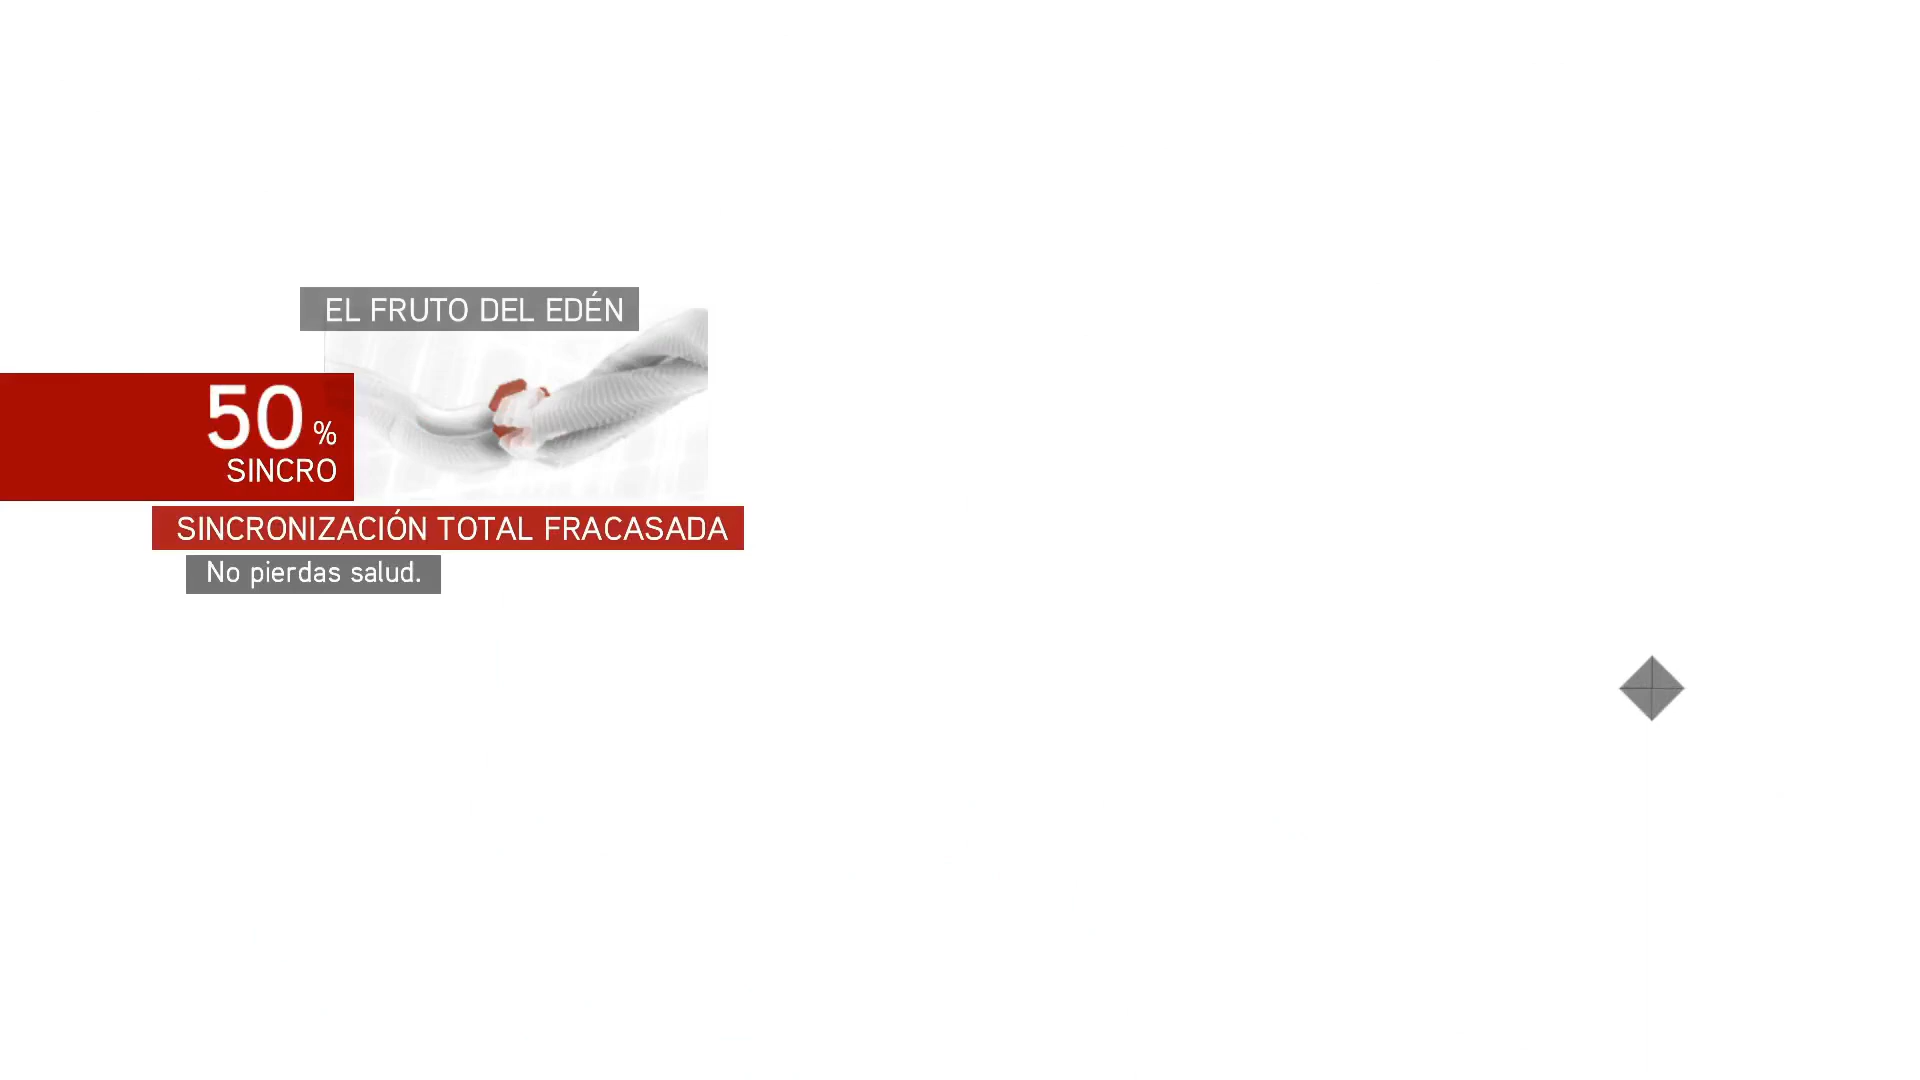 EL FRUTO DEL EDÉN
50 %
SINCRO
SINCRONIZACIÓN TOTAL FRACASADA
No pierdas salud.